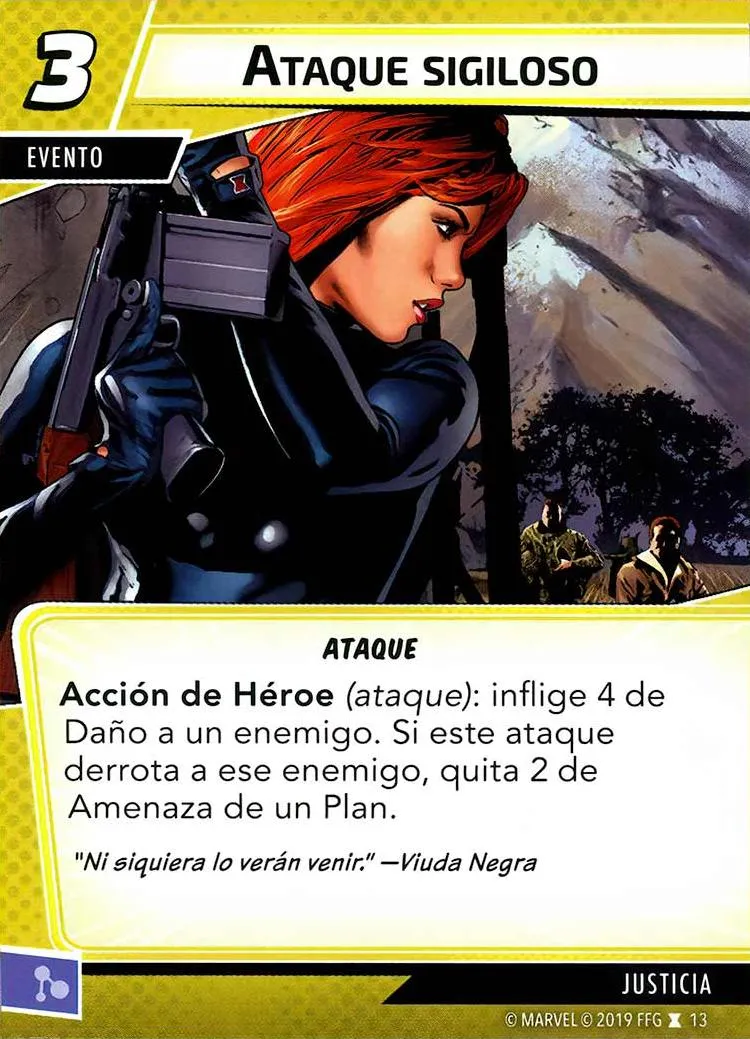 3
ATAQUE SIGILOSO
EVENTO
ATAQUE
Acción de Héroe (ataque): inflige 4 de
Daño a un enemigo. Si este ataque
derrota a ese enemigo, quita 2 de
Amenaza de un Plan.
"Ni siquiera lo verán venir." —Viuda Negra
JUSTICIA
© MARVEL © 2019 FFG 13